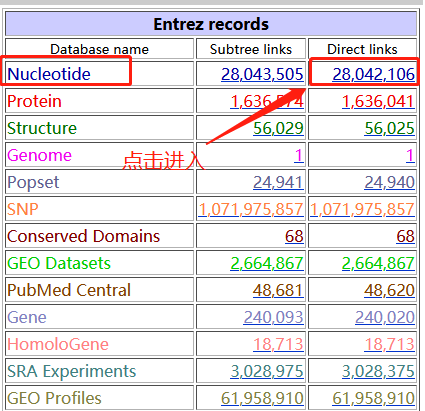 Entrez records
Database name Subtree links Direct links
Nucleotide 28,043,505 28,042,106
Protein 1,636,574 1,636,041
Structure 56,029 56,025
Genome 1 1
点击进入
Popset 24,941 24,940
SNP 1,071,975,857 1,071,975,857
Conserved Domains 68 68
GEO Datasets 2,664,867 2,664,867
PubMed Central 48,681 48,620
Gene 240,093 240,020
HomoloGene 18,713 18,713
SRA Experiments 3,028,975 3,028,375
GEO Profiles 61,958,910 61,958,910